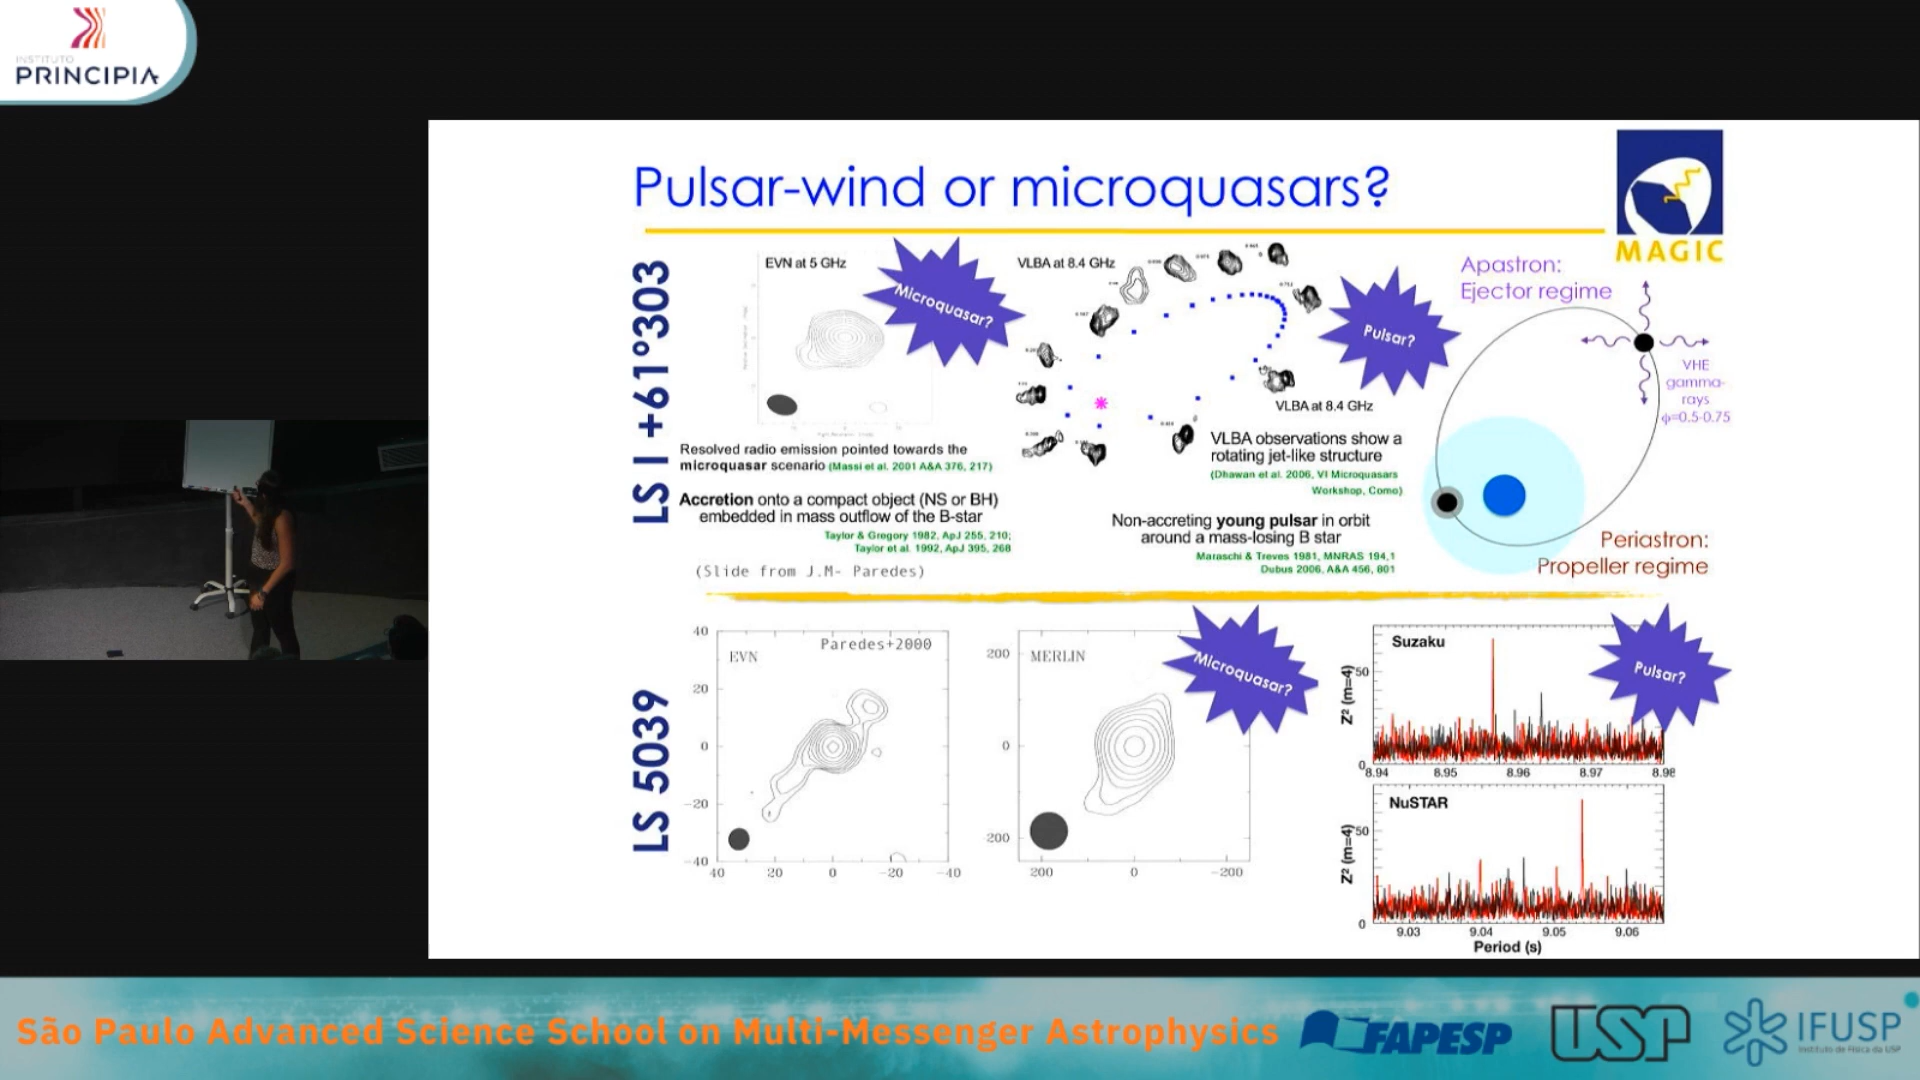 INSTITUTO
PRINCIPIA
Pulsar-wind or microquasars?
MAGIC
LS I +61°303
EVN at 5 GHz
Microquasar?
VLBA at 8.4 GHz
Pulsar?
Apastron:
Ejector regime
VHE
gamma-
rays
ϕ=0.5-0.75
VLBA at 8.4 GHz
Resolved radio emission pointed towards the
microquasar scenario (Massi et al. 2001 A&A 376, 217)
VLBA observations show a
rotating jet-like structure
(Dhawan et al. 2006, VI Microquasars
Workshop, Como)
Accretion onto a compact object (NS or BH)
embedded in mass outflow of the B-star
Taylor & Gregory 1982, ApJ 255, 210;
Taylor et al. 1992, ApJ 395, 268
Non-accreting young pulsar in orbit
around a mass-losing B star
Maraschi & Treves 1981, MNRAS 194,1
Dubus 2006, A&A 456, 801
Periastron:
Propeller regime
(Slide from J.M- Paredes)
LS 5039
EVN
Paredes+2000
40
20
0
-20
-40
40 20 0 -20 -40
MERLIN
200
0
200
200 0 -200
Microquasar?
Suzaku
Pulsar?
Z² (m=4)
50
0
8.94 8.95 8.96 8.97 8.98
NuSTAR
Z² (m=4)
50
0
9.03 9.04 9.05 9.06
Period (s)
São Paulo Advanced Science School on Multi-Messenger Astrophysics
FAPESP
USP
IFUSP
Instituto de Física da USP